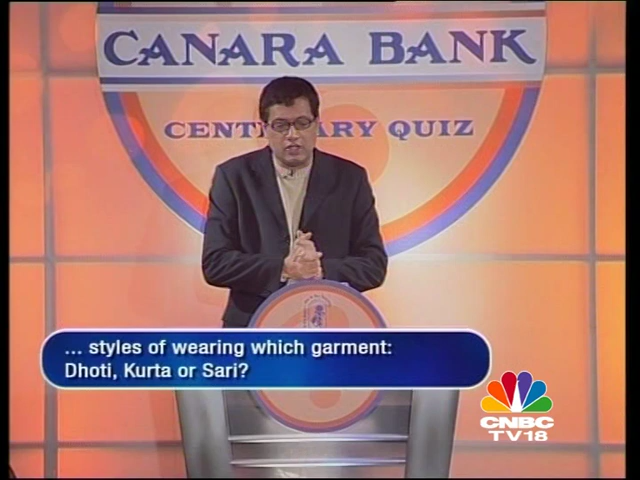 CANARA BANK
CENTENARY QUIZ
... styles of wearing which garment:
Dhoti, Kurta or Sari?
CNBC
TV18